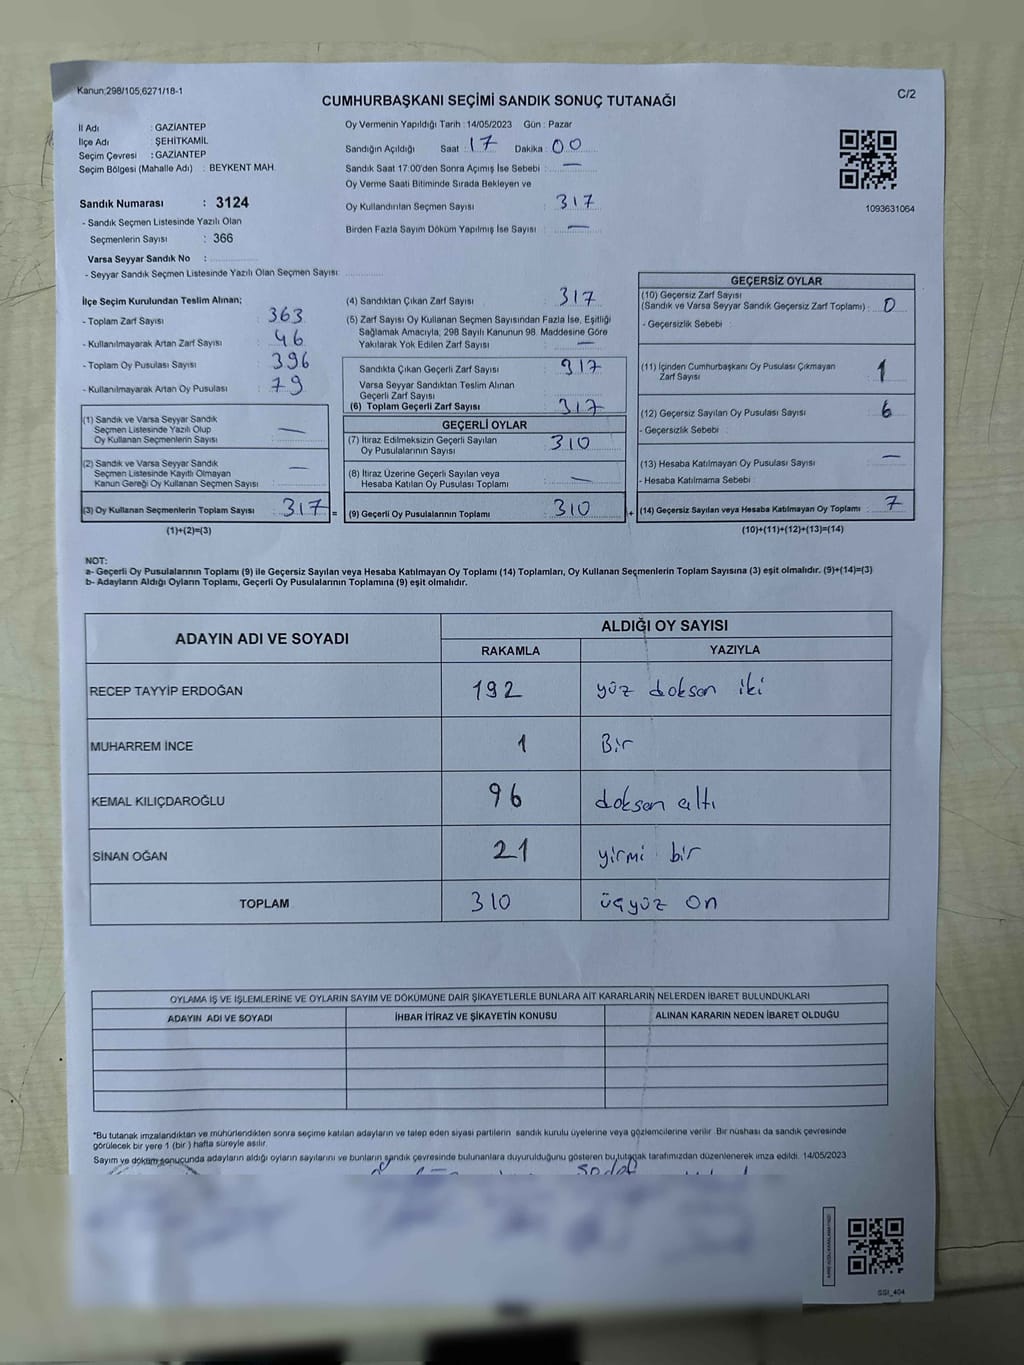 Kanun;298/105,6271/18-1
C/2
CUMHURBAŞKANI SEÇİMİ SANDIK SONUÇ TUTANAĞI
İl Adı : GAZİANTEP
İlçe Adı : ŞEHİTKAMİL
Seçim Çevresi : GAZİANTEP
Seçim Bölgesi (Mahalle Adı) : BEYKENT MAH.
Sandık Numarası : 3124
- Sandık Seçmen Listesinde Yazılı Olan
Seçmenlerin Sayısı : 366
Varsa Seyyar Sandık No :
- Seyyar Sandık Seçmen Listesinde Yazılı Olan Seçmen Sayısı:
Oy Vermenin Yapıldığı Tarih : 14/05/2023 Gün : Pazar
Sandığın Açıldığı Saat : 17 Dakika : 00
Sandık Saat 17:00'den Sonra Açımış İse Sebebi : —
Oy Verme Saati Bitiminde Sırada Bekleyen ve
Oy Kullandırılan Seçmen Sayısı : 317
Birden Fazla Sayım Döküm Yapılmış İse Sayısı : —
1093631064
İlçe Seçim Kurulundan Teslim Alınan;
- Toplam Zarf Sayısı : 363
- Kullanılmayarak Artan Zarf Sayısı : 46
- Toplam Oy Pusulası Sayısı : 396
- Kullanılmayarak Artan Oy Pusulası : 79
(1) Sandık ve Varsa Seyyar Sandık
Seçmen Listesinde Yazılı Olup
Oy Kullanan Seçmenlerin Sayısı : —
(2) Sandık ve Varsa Seyyar Sandık
Seçmen Listesinde Kayıtlı Olmayan
Kanun Gereği Oy Kullanan Seçmen Sayısı : —
(3) Oy Kullanan Seçmenlerin Toplam Sayısı : 317 =
(1)+(2)=(3)
(4) Sandıktan Çıkan Zarf Sayısı : 317
(5) Zarf Sayısı Oy Kullanan Seçmen Sayısından Fazla İse, Eşitliği
Sağlamak Amacıyla, 298 Sayılı Kanunun 98. Maddesine Göre
Yakılarak Yok Edilen Zarf Sayısı : —
Sandıkta Çıkan Geçerli Zarf Sayısı : 317
Varsa Seyyar Sandıktan Teslim Alınan
Geçerli Zarf Sayısı :
(6) Toplam Geçerli Zarf Sayısı : 317
GEÇERLİ OYLAR
(7) İtiraz Edilmeksizin Geçerli Sayılan
Oy Pusulalarının Sayısı : 310
(8) İtiraz Üzerine Geçerli Sayılan veya
Hesaba Katılan Oy Pusulası Toplamı : —
(9) Geçerli Oy Pusulalarının Toplamı : 310 +
GEÇERSİZ OYLAR
(10) Geçersiz Zarf Sayısı
(Sandık ve Varsa Seyyar Sandık Geçersiz Zarf Toplamı) : 0
- Geçersizlik Sebebi :
(11) İçinden Cumhurbaşkanı Oy Pusulası Çıkmayan
Zarf Sayısı : 1
(12) Geçersiz Sayılan Oy Pusulası Sayısı : 6
- Geçersizlik Sebebi :
(13) Hesaba Katılmayan Oy Pusulası Sayısı : —
- Hesaba Katılmama Sebebi :
(14) Geçersiz Sayılan veya Hesaba Katılmayan Oy Toplamı : 7
(10)+(11)+(12)+(13)=(14)
NOT:
a- Geçerli Oy Pusulalarının Toplamı (9) ile Geçersiz Sayılan veya Hesaba Katılmayan Oy Toplamı (14) Toplamları, Oy Kullanan Seçmenlerin Toplam Sayısına (3) eşit olmalıdır. (9)+(14)=(3)
b- Adayların Aldığı Oyların Toplamı, Geçerli Oy Pusulalarının Toplamına (9) eşit olmalıdır.
ADAYIN ADI VE SOYADI ALDIĞI OY SAYISI
RAKAMLA YAZIYLA
RECEP TAYYİP ERDOĞAN 192 yüz doksan iki
MUHARREM İNCE 1 Bir
KEMAL KILIÇDAROĞLU 96 doksan altı
SİNAN OĞAN 21 yirmi bir
TOPLAM 310 üçyüz on
OYLAMA İŞ VE İŞLEMLERİNE VE OYLARIN SAYIM VE DÖKÜMÜNE DAİR ŞİKAYETLERLE BUNLARA AİT KARARLARIN NELERDEN İBARET BULUNDUKLARI
ADAYIN ADI VE SOYADI İHBAR İTİRAZ VE ŞİKAYETİN KONUSU ALINAN KARARIN NEDEN İBARET OLDUĞU
*Bu tutanak imzalandıktan ve mühürlendikten sonra seçime katılan adayların ve talep eden siyasi partilerin sandık kurulu üyelerine veya gözlemcilerine verilir. Bir nüshası da sandık çevresinde
görülecek bir yere 1 (bir ) hafta süreyle asılır.
Sayım ve döküm sonucunda adayların aldığı oyların sayılarını ve bunların sandık çevresinde bulunanlara duyurulduğunu gösteren bu tutanak tarafımızdan düzenlenerek imza edildi. 14/05/2023
SSI_404